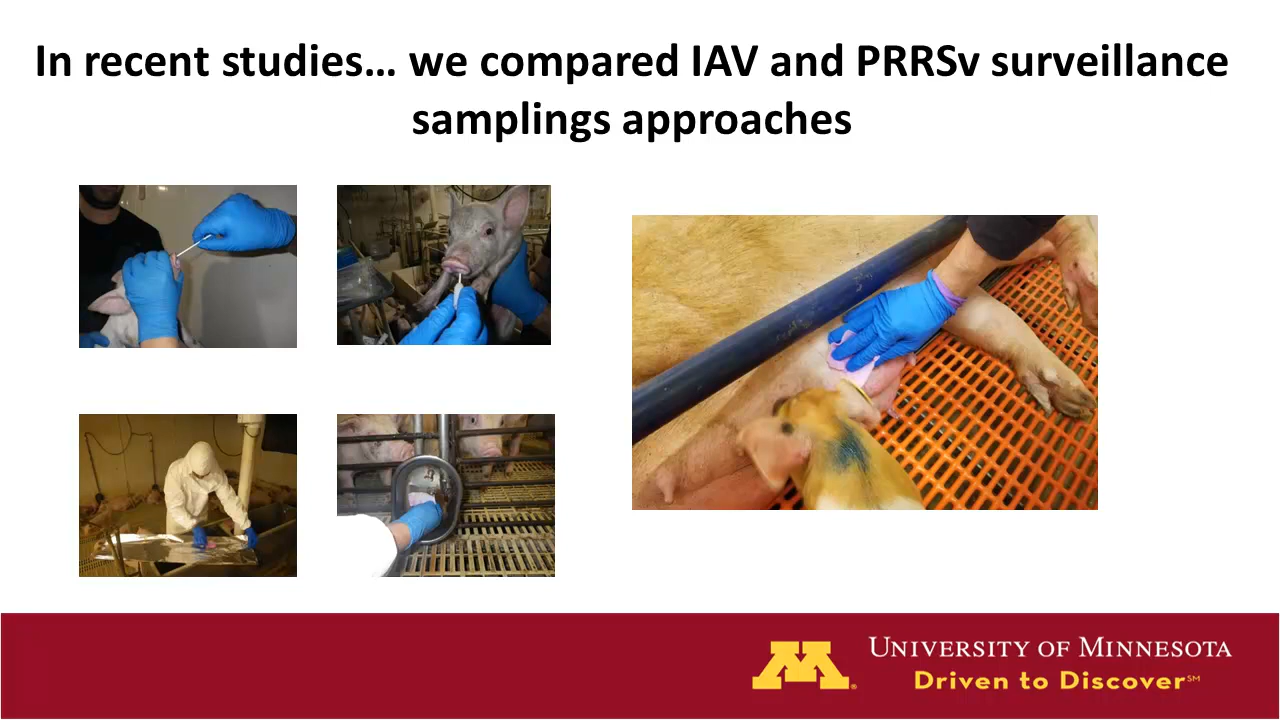 In recent studies... we compared IAV and PRRSv surveillance
samplings approaches
M
UNIVERSITY OF MINNESOTA
Driven to Discover℠